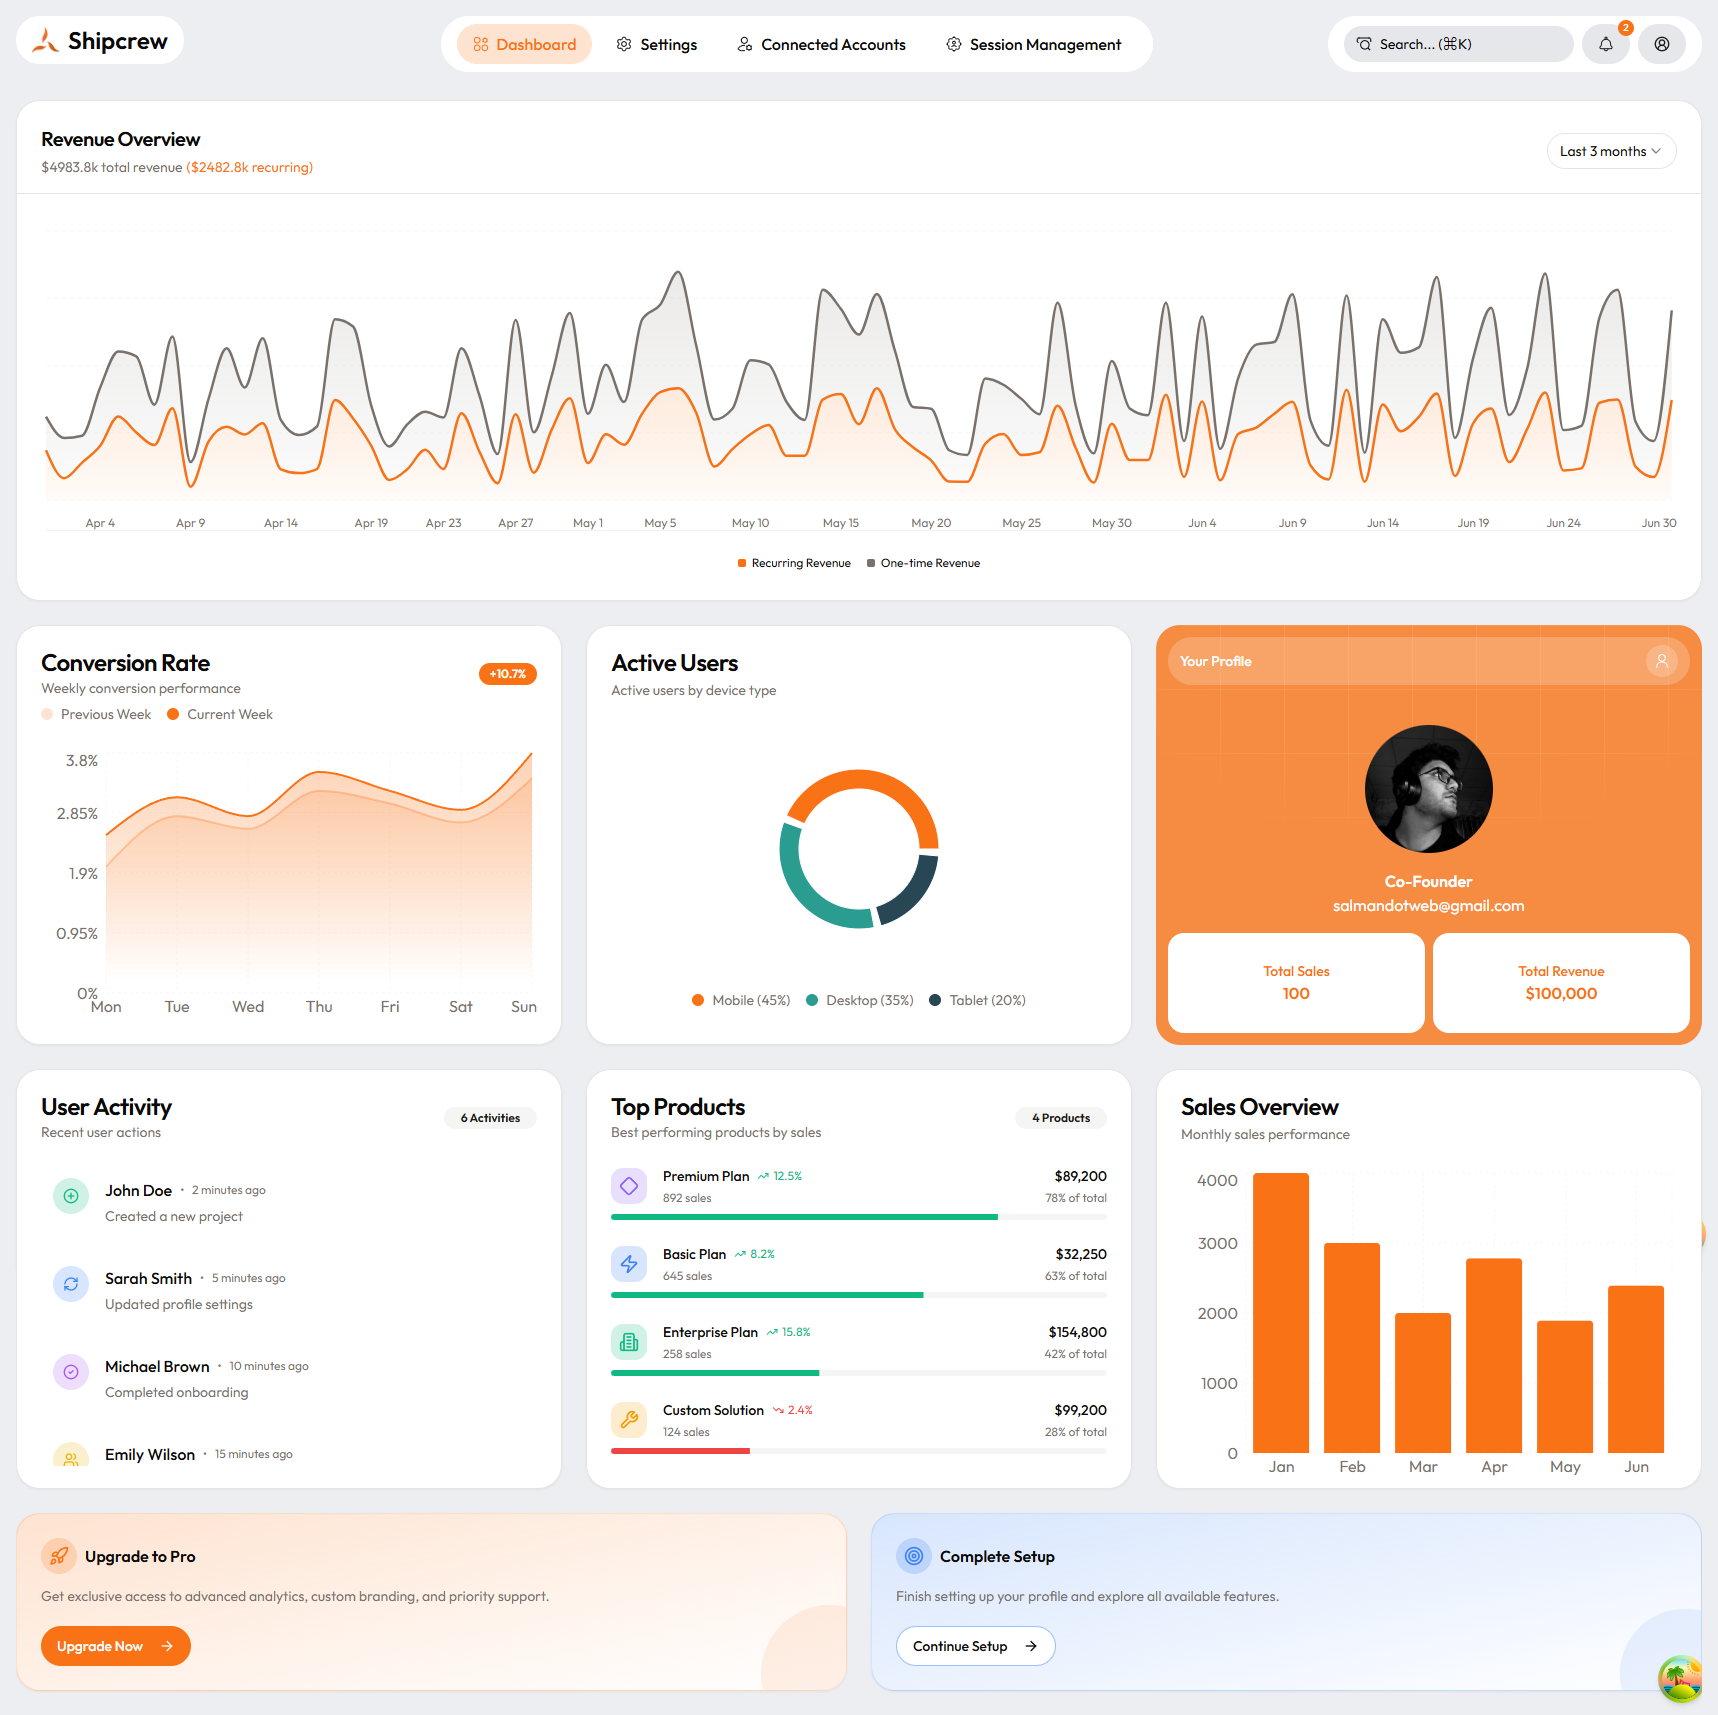 Shipcrew
Dashboard
Settings
Connected Accounts
Session Management
Search... (⌘K)
2
Revenue Overview
$4983.8k total revenue ($2482.8k recurring)
Last 3 months
Apr 4 Apr 9 Apr 14 Apr 19 Apr 23 Apr 27 May 1 May 5 May 10 May 15 May 20 May 25 May 30 Jun 4 Jun 9 Jun 14 Jun 19 Jun 24 Jun 30
Recurring Revenue One-time Revenue
Conversion Rate
Weekly conversion performance
+10.7%
Previous Week Current Week
3.8%
2.85%
1.9%
0.95%
0%
Mon Tue Wed Thu Fri Sat Sun
Active Users
Active users by device type
Mobile (45%) Desktop (35%) Tablet (20%)
Your Profile
Co-Founder
salmandotweb@gmail.com
Total Sales
100
Total Revenue
$100,000
User Activity
Recent user actions
6 Activities
John Doe • 2 minutes ago
Created a new project
Sarah Smith • 5 minutes ago
Updated profile settings
Michael Brown • 10 minutes ago
Completed onboarding
Emily Wilson • 15 minutes ago
Top Products
Best performing products by sales
4 Products
Premium Plan 12.5% $89,200
892 sales 78% of total
Basic Plan 8.2% $32,250
645 sales 63% of total
Enterprise Plan 15.8% $154,800
258 sales 42% of total
Custom Solution 2.4% $99,200
124 sales 28% of total
Sales Overview
Monthly sales performance
4000
3000
2000
1000
0
Jan Feb Mar Apr May Jun
Upgrade to Pro
Get exclusive access to advanced analytics, custom branding, and priority support.
Upgrade Now
Complete Setup
Finish setting up your profile and explore all available features.
Continue Setup